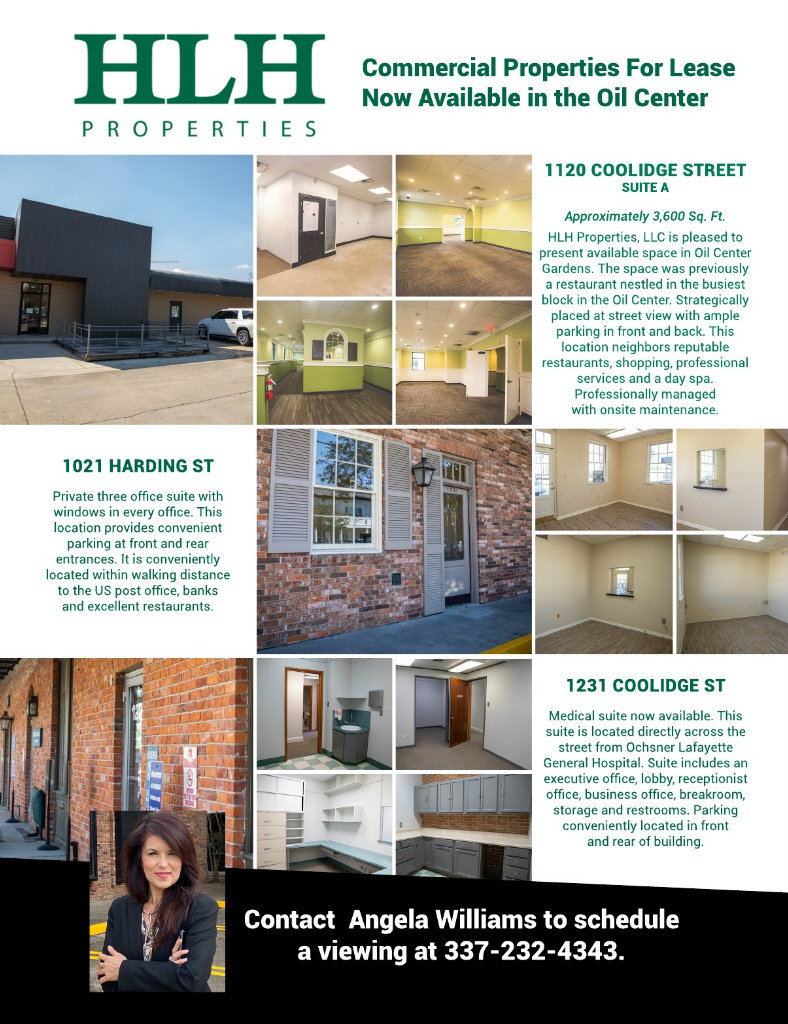 HLH
PROPERTIES
Commercial Properties For Lease
Now Available in the Oil Center
1120 COOLIDGE STREET
SUITE A
Approximately 3,600 Sq. Ft.
HLH Properties, LLC is pleased to
present available space in Oil Center
Gardens. The space was previously
a restaurant nestled in the busiest
block in the Oil Center. Strategically
placed at street view with ample
parking in front and back. This
location neighbors reputable
restaurants, shopping, professional
services and a day spa.
Professionally managed
with onsite maintenance.
1021 HARDING ST
Private three office suite with
windows in every office. This
location provides convenient
parking at front and rear
entrances. It is conveniently
located within walking distance
to the US post office, banks
and excellent restaurants.
1231 COOLIDGE ST
Medical suite now available. This
suite is located directly across the
street from Ochsner Lafayette
General Hospital. Suite includes an
executive office, lobby, receptionist
office, business office, breakroom,
storage and restrooms. Parking
conveniently located in front
and rear of building.
Contact Angela Williams to schedule
a viewing at 337-232-4343.